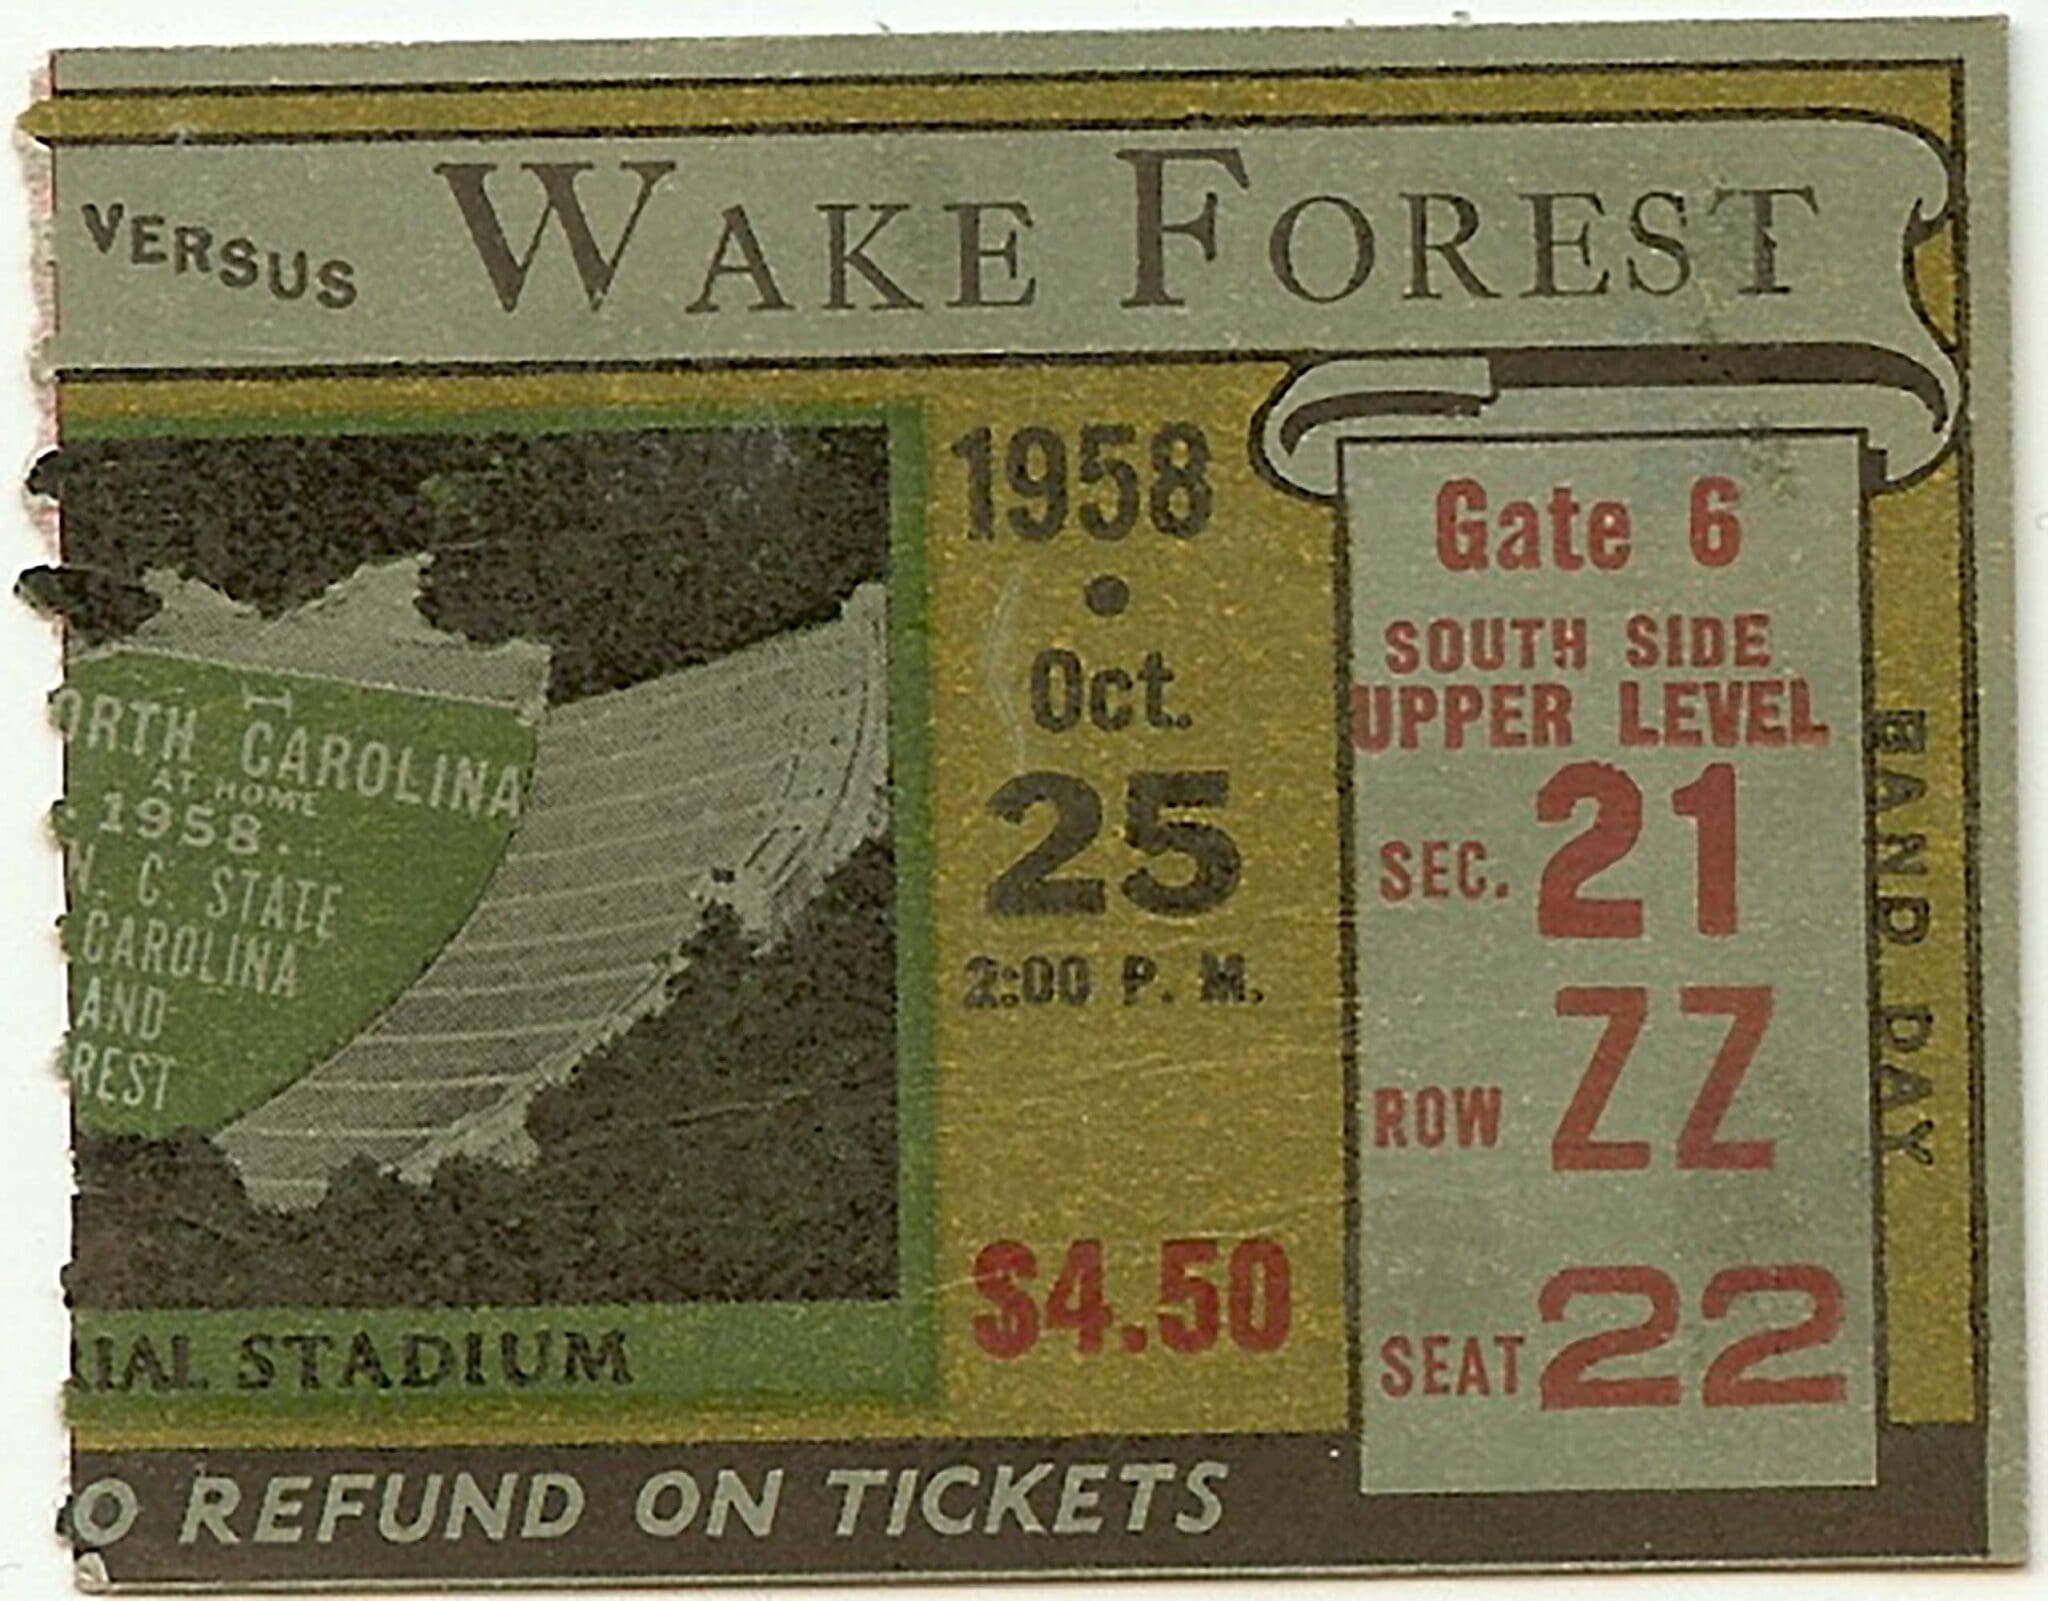 VERSUS WAKE FOREST
1958
Oct.
25
2:00 P. M.
$4.50
Gate 6
SOUTH SIDE
UPPER LEVEL
SEC. 21
ROW ZZ
SEAT 22
BAND DAY
ORTH CAROLINA
AT HOME
1958
N. C. STATE
CAROLINA
AND
REST
RIAL STADIUM
O REFUND ON TICKETS